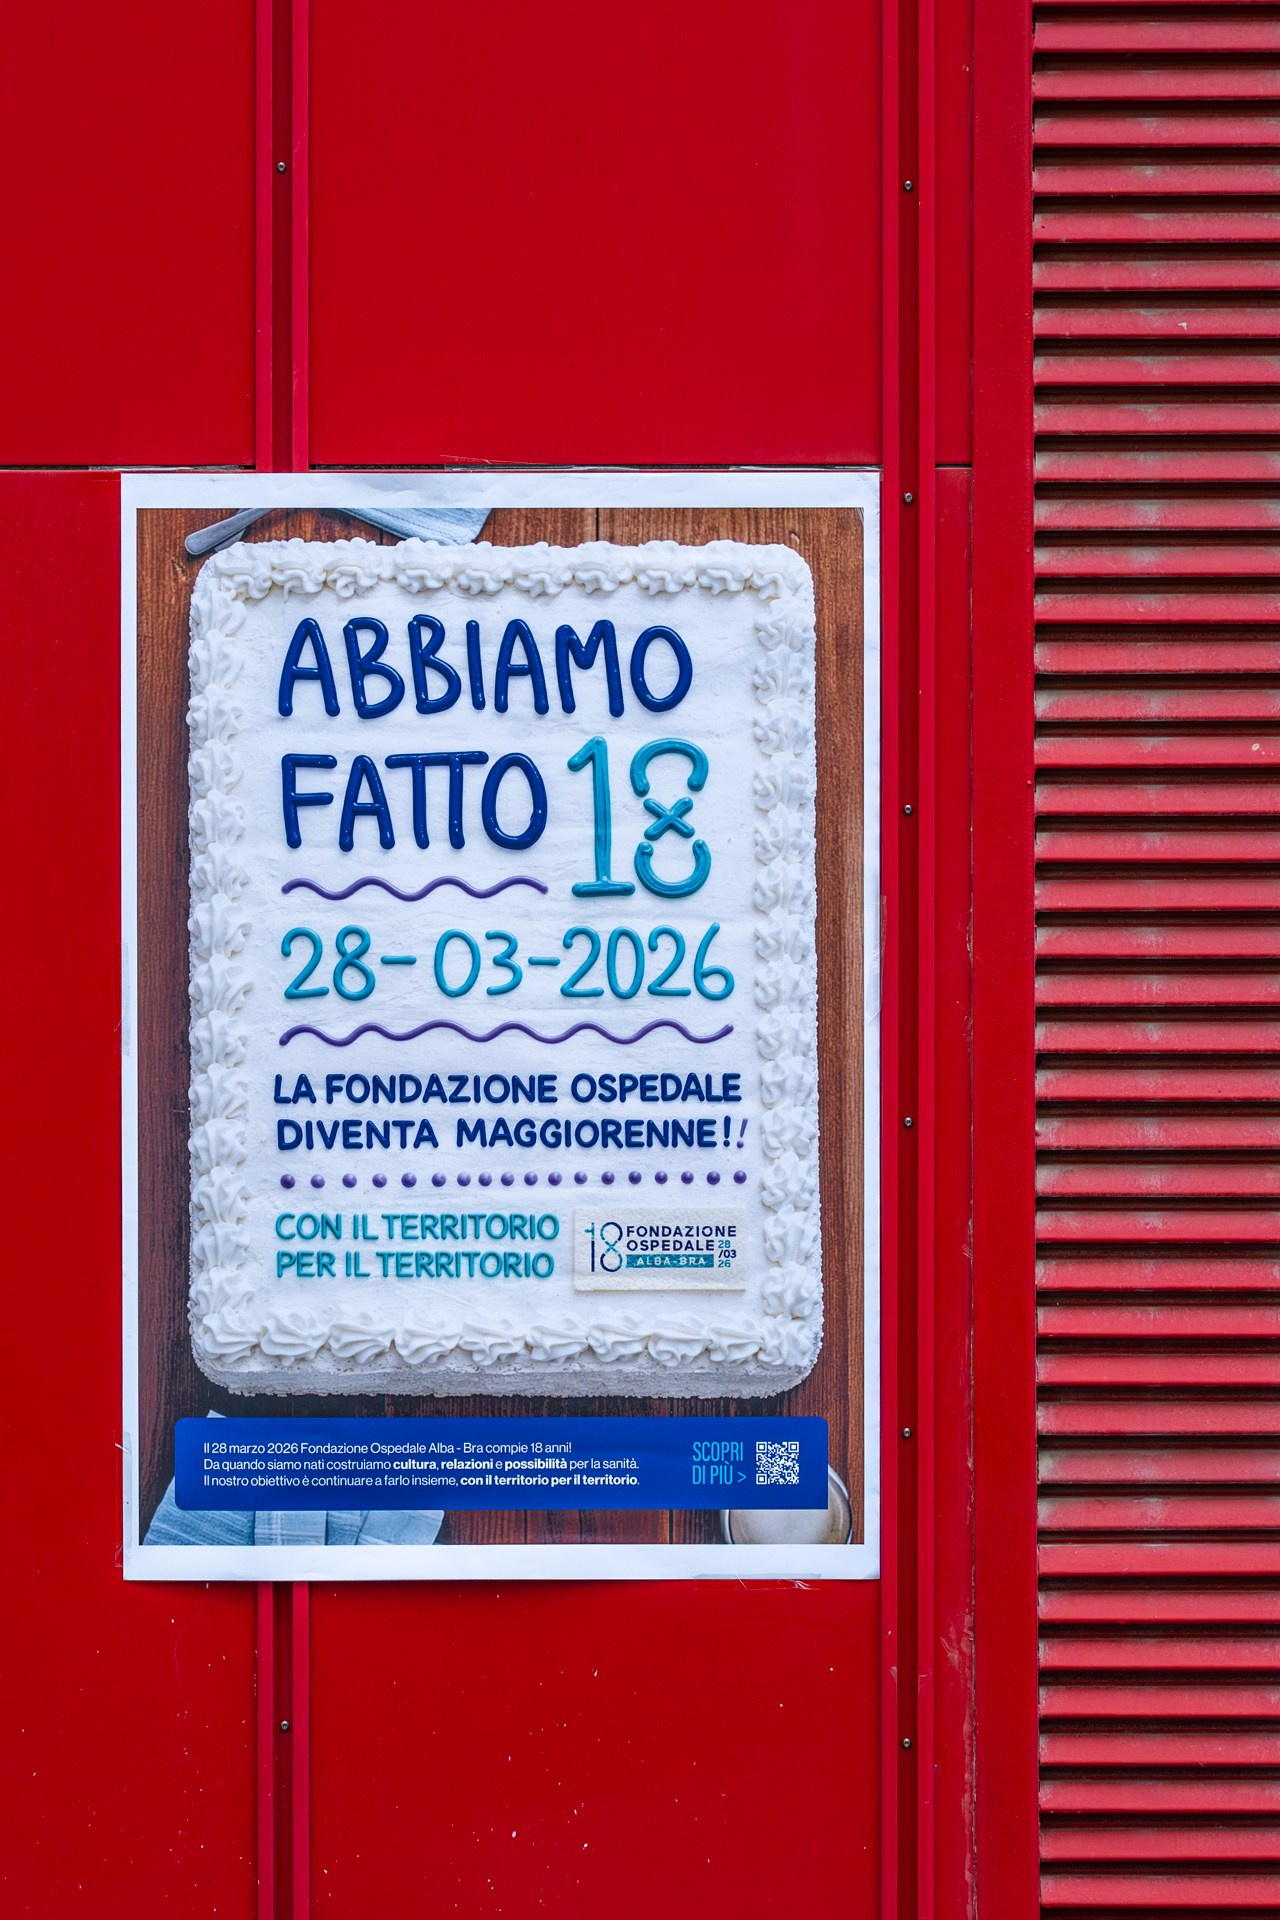 ABBIAMO
FATTO 18
28-03-2026
LA FONDAZIONE OSPEDALE
DIVENTA MAGGIORENNE!!
CON IL TERRITORIO
PER IL TERRITORIO
18 FONDAZIONE
OSPEDALE
ALBA-BRA
28
/03
26
Il 28 marzo 2026 Fondazione Ospedale Alba - Bra compie 18 anni!
Da quando siamo nati costruiamo cultura, relazioni e possibilità per la sanità.
Il nostro obiettivo è continuare a farlo insieme, con il territorio per il territorio.
SCOPRI
DI PIÙ >